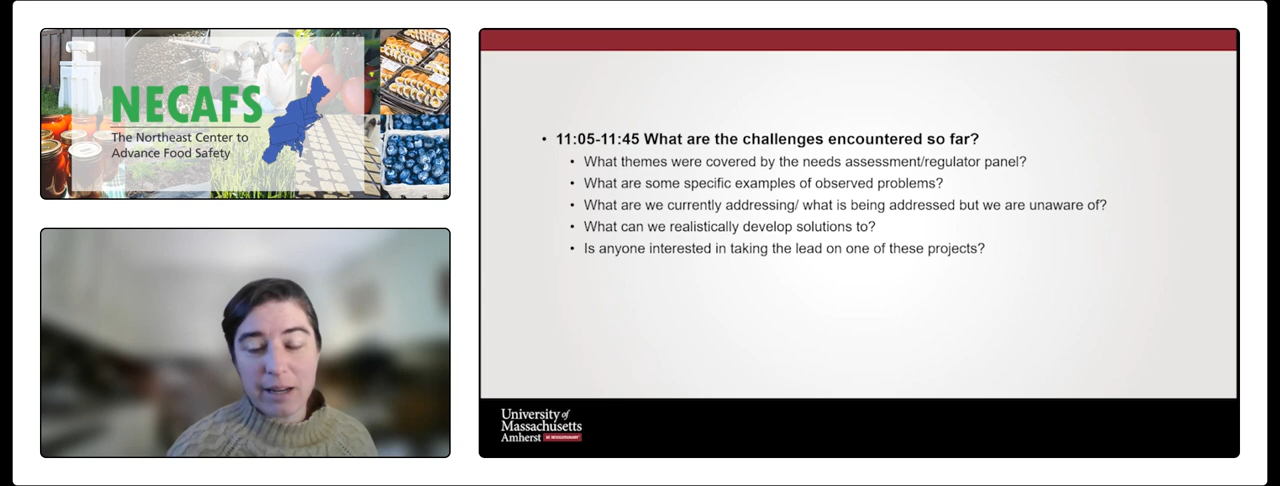 NECAFS
The Northeast Center to
Advance Food Safety
• 11:05-11:45 What are the challenges encountered so far?
• What themes were covered by the needs assessment/regulator panel?
• What are some specific examples of observed problems?
• What are we currently addressing/ what is being addressed but we are unaware of?
• What can we realistically develop solutions to?
• Is anyone interested in taking the lead on one of these projects?
University of
Massachusetts
Amherst BE REVOLUTIONARY